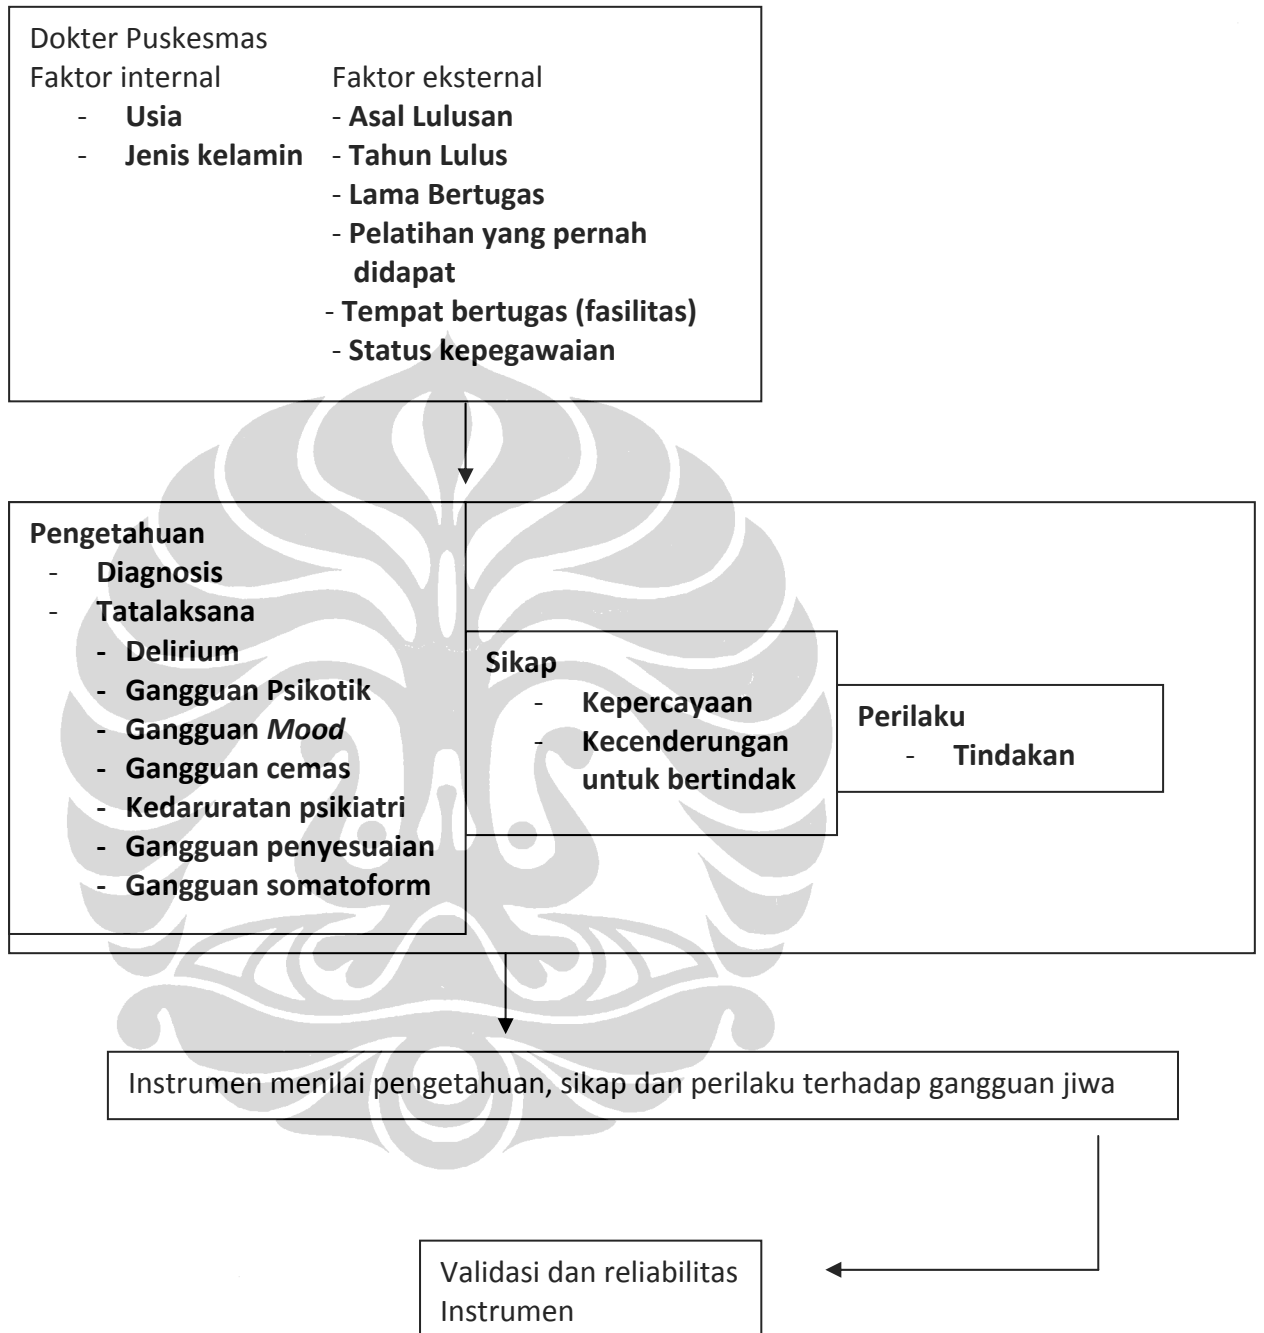 Dokter Puskesmas
Faktor internal
- Usia
- Jenis kelamin
Faktor eksternal
- Asal Lulusan
- Tahun Lulus
- Lama Bertugas
- Pelatihan yang pernah
didapat
- Tempat bertugas (fasilitas)
- Status kepegawaian
Pengetahuan
- Diagnosis
- Tatalaksana
- Delirium
- Gangguan Psikotik
- Gangguan Mood
- Gangguan cemas
- Kedaruratan psikiatri
- Gangguan penyesuaian
- Gangguan somatoform
Sikap
- Kepercayaan
- Kecenderungan
untuk bertindak
Perilaku
- Tindakan
Instrumen menilai pengetahuan, sikap dan perilaku terhadap gangguan jiwa
Validasi dan reliabilitas
Instrumen